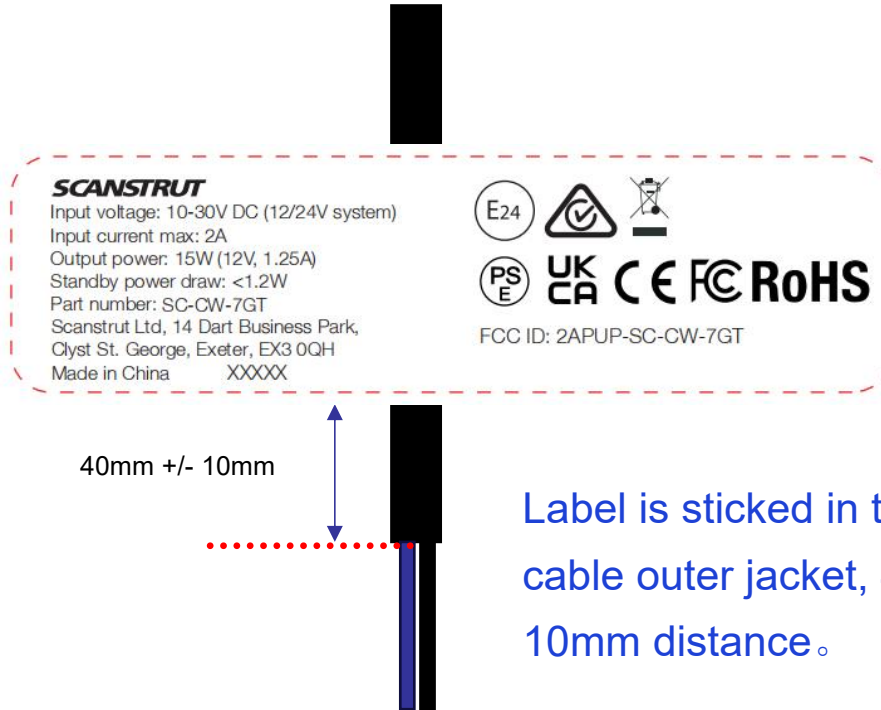 SCANSTRUT
Input voltage: 10-30V DC (12/24V system)
Input current max: 2A
Output power: 15W (12V, 1.25A)
Standby power draw: <1.2W
Part number: SC-CW-7GT
Scanstrut Ltd, 14 Dart Business Park,
Clyst St. George, Exeter, EX3 0QH
Made in China XXXXX
E24
PS E UK CA CE FC RoHS
FCC ID: 2APUP-SC-CW-7GT
40mm +/- 10mm
Label is sticked in
cable outer jacket,
10mm distance。